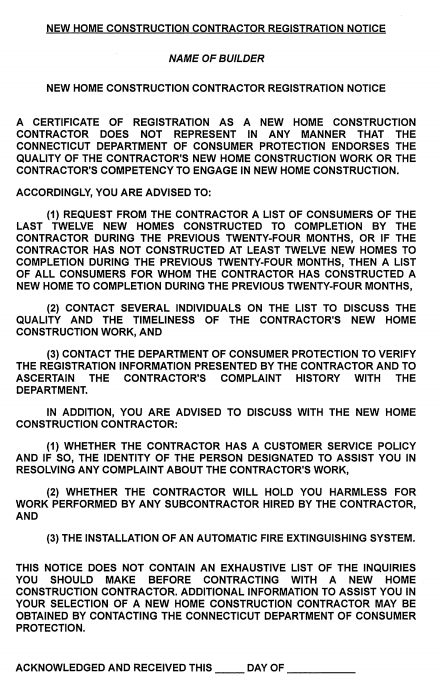 NEW HOME CONSTRUCTION CONTRACTOR REGISTRATION NOTICE
NAME OF BUILDER
NEW HOME CONSTRUCTION CONTRACTOR REGISTRATION NOTICE
A CERTIFICATE OF REGISTRATION AS A NEW HOME CONSTRUCTION
CONTRACTOR DOES NOT REPRESENT IN ANY MANNER THAT THE
CONNECTICUT DEPARTMENT OF CONSUMER PROTECTION ENDORSES THE
QUALITY OF THE CONTRACTOR'S NEW HOME CONSTRUCTION WORK OR THE
CONTRACTOR'S COMPETENCY TO ENGAGE IN NEW HOME CONSTRUCTION.
ACCORDINGLY, YOU ARE ADVISED TO:
(1) REQUEST FROM THE CONTRACTOR A LIST OF CONSUMERS OF THE
LAST TWELVE NEW HOMES CONSTRUCTED TO COMPLETION BY THE
CONTRACTOR DURING THE PREVIOUS TWENTY-FOUR MONTHS, OR IF THE
CONTRACTOR HAS NOT CONSTRUCTED AT LEAST TWELVE NEW HOMES TO
COMPLETION DURING THE PREVIOUS TWENTY-FOUR MONTHS, THEN A LIST
OF ALL CONSUMERS FOR WHOM THE CONTRACTOR HAS CONSTRUCTED A
NEW HOME TO COMPLETION DURING THE PREVIOUS TWENTY-FOUR MONTHS,
(2) CONTACT SEVERAL INDIVIDUALS ON THE LIST TO DISCUSS THE
QUALITY AND THE TIMELINESS OF THE CONTRACTOR'S NEW HOME
CONSTRUCTION WORK, AND
(3) CONTACT THE DEPARTMENT OF CONSUMER PROTECTION TO VERIFY
THE REGISTRATION INFORMATION PRESENTED BY THE CONTRACTOR AND TO
ASCERTAIN THE CONTRACTOR'S COMPLAINT HISTORY WITH THE
DEPARTMENT.
IN ADDITION, YOU ARE ADVISED TO DISCUSS WITH THE NEW HOME
CONSTRUCTION CONTRACTOR:
(1) WHETHER THE CONTRACTOR HAS A CUSTOMER SERVICE POLICY
AND IF SO, THE IDENTITY OF THE PERSON DESIGNATED TO ASSIST YOU IN
RESOLVING ANY COMPLAINT ABOUT THE CONTRACTOR'S WORK,
(2) WHETHER THE CONTRACTOR WILL HOLD YOU HARMLESS FOR
WORK PERFORMED BY ANY SUBCONTRACTOR HIRED BY THE CONTRACTOR,
AND
(3) THE INSTALLATION OF AN AUTOMATIC FIRE EXTINGUISHING SYSTEM.
THIS NOTICE DOES NOT CONTAIN AN EXHAUSTIVE LIST OF THE INQUIRIES
YOU SHOULD MAKE BEFORE CONTRACTING WITH A NEW HOME
CONSTRUCTION CONTRACTOR. ADDITIONAL INFORMATION TO ASSIST YOU IN
YOUR SELECTION OF A NEW HOME CONSTRUCTION CONTRACTOR MAY BE
OBTAINED BY CONTACTING THE CONNECTICUT DEPARTMENT OF CONSUMER
PROTECTION.
ACKNOWLEDGED AND RECEIVED THIS _____ DAY OF ____________